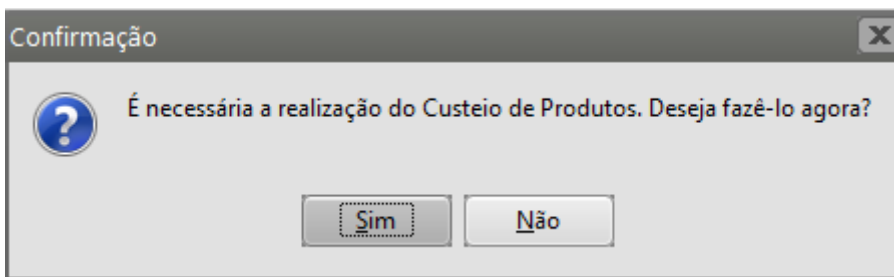 Confirmação
É necessária a realização do Custeio de Produtos. Deseja fazê-lo agora?
Sim
Não